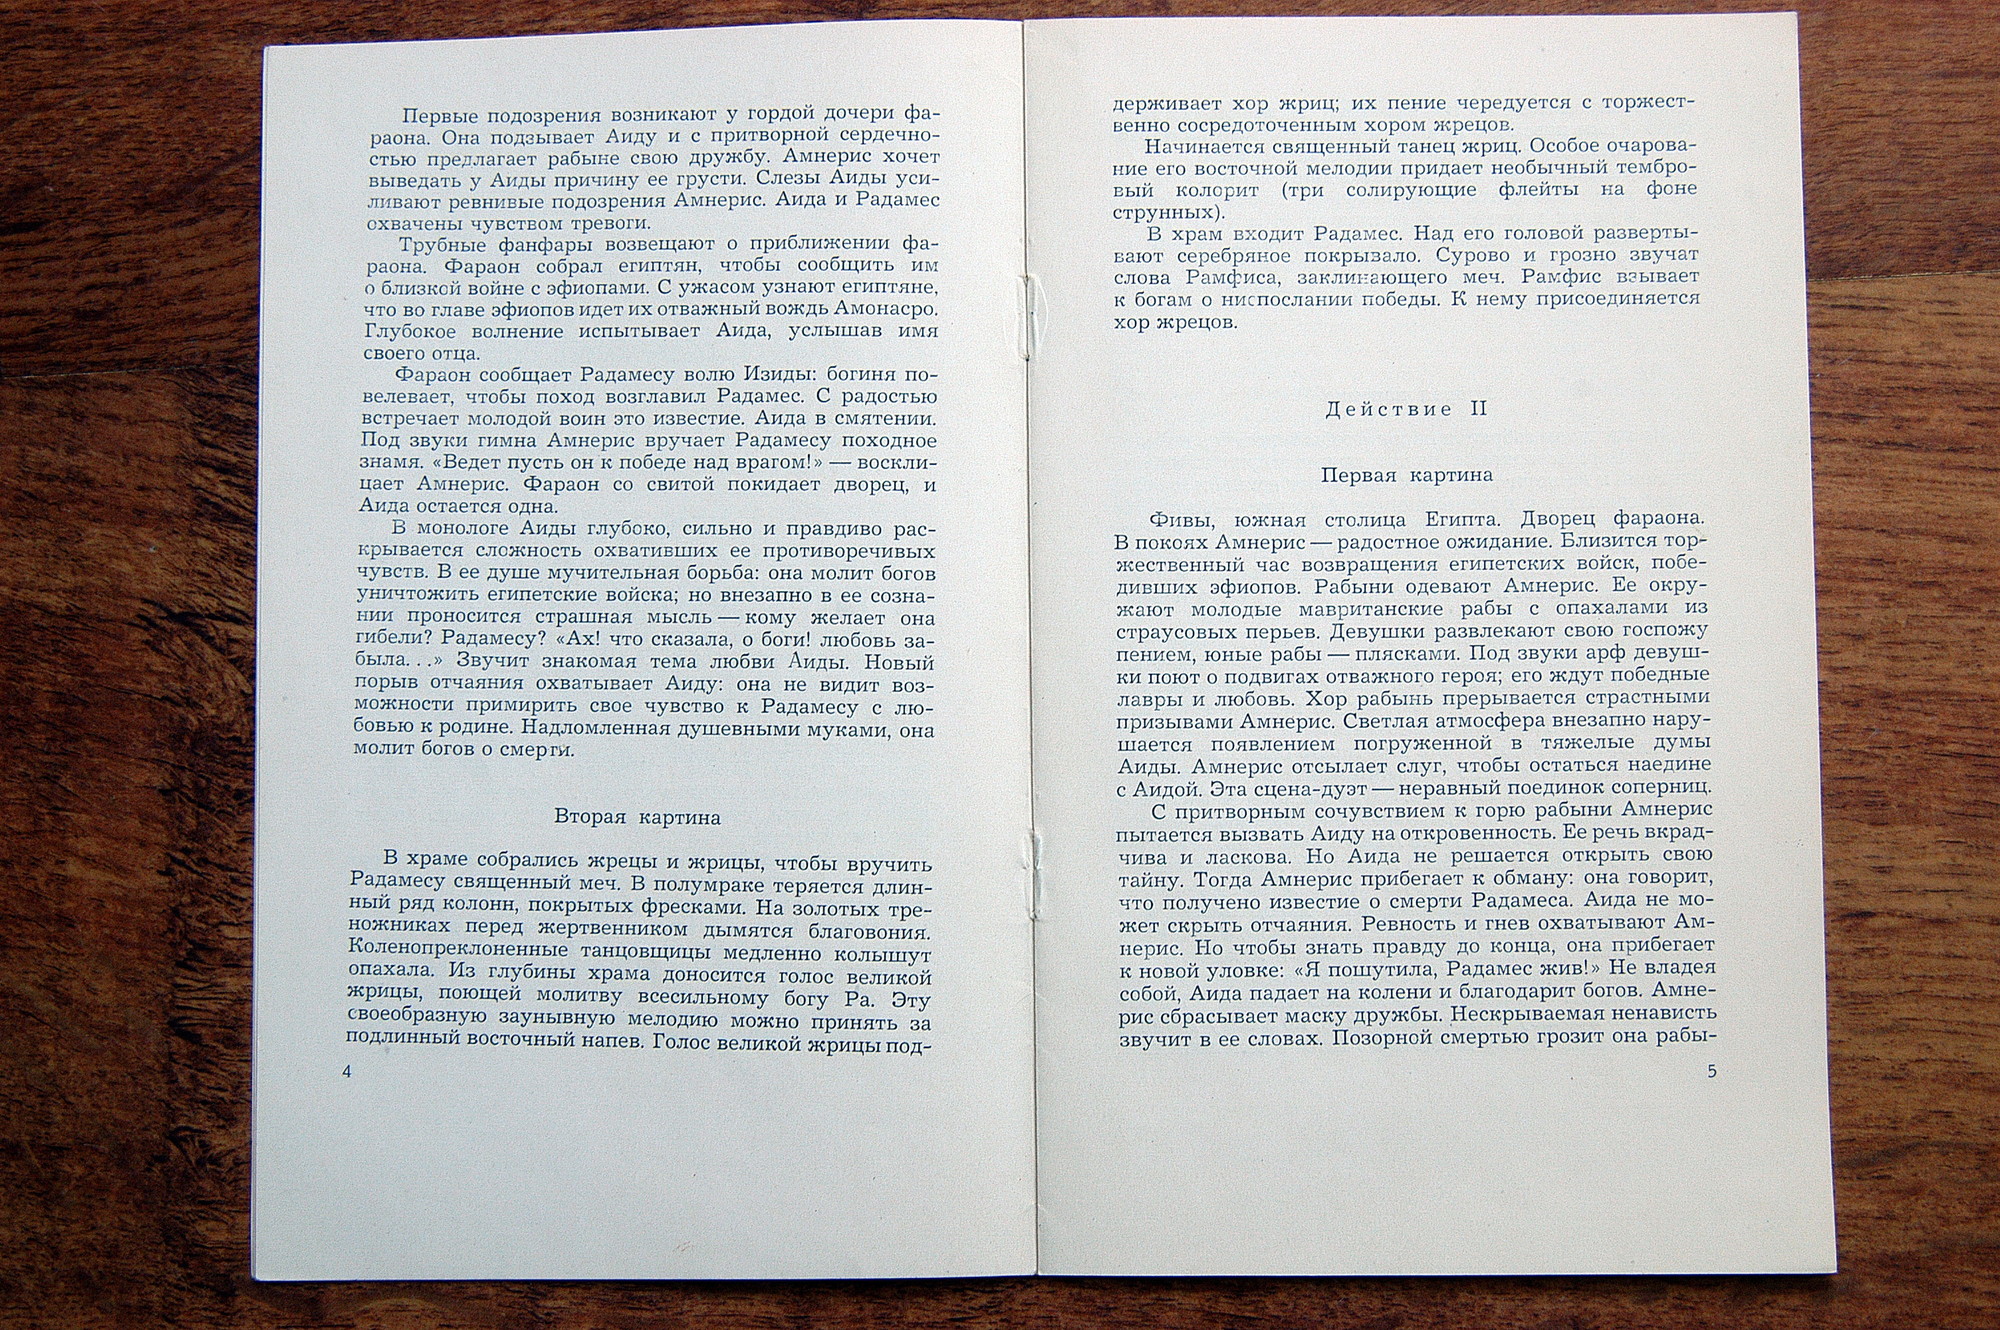 Первые подозрения возникают у гордой дочери фа-
раона. Она подзывает Аиду и с притворной сердечно-
стью предлагает рабыне свою дружбу. Амнерис хочет
выведать у Аиды причину ее грусти. Слезы Аиды уси-
ливают ревнивые подозрения Амнерис. Аида и Радамес
охвачены чувством тревоги.
Трубные фанфары возвещают о приближении фа-
раона. Фараон собрал египтян, чтобы сообщить им
о близкой войне с эфиопами. С ужасом узнают египтяне,
что во главе эфиопов идет их отважный вождь Амонасро.
Глубокое волнение испытывает Аида, услышав имя
своего отца.
Фараон сообщает Радамесу волю Изиды: богиня по-
велевает, чтобы поход возглавил Радамес. С радостью
встречает молодой воин это известие. Аида в смятении.
Под звуки гимна Амнерис вручает Радамесу походное
знамя. «Ведет пусть он к победе над врагом!» — воскли-
цает Амнерис. Фараон со свитой покидает дворец, и
Аида остается одна.
В монологе Аиды глубоко, сильно и правдиво рас-
крывается сложность охвативших ее противоречивых
чувств. В ее душе мучительная борьба: она молит богов
уничтожить египетские войска; но внезапно в ее созна-
нии проносится страшная мысль — кому желает она
гибели? Радамесу? «Ах! что сказала, о боги! любовь за-
была. . .» Звучит знакомая тема любви Аиды. Новый
порыв отчаяния охватывает Аиду: она не видит воз-
можности примирить свое чувство к Радамесу с лю-
бовью к родине. Надломленная душевными муками, она
молит богов о смерти.
Вторая картина
В храме собрались жрецы и жрицы, чтобы вручить
Радамесу священный меч. В полумраке теряется длин-
ный ряд колонн, покрытых фресками. На золотых тре-
ножниках перед жертвенником дымятся благовония.
Коленопреклоненные танцовщицы медленно колышут
опахала. Из глубины храма доносится голос великой
жрицы, поющей молитву всесильному богу Ра. Эту
своеобразную заунывную мелодию можно принять за
подлинный восточный напев. Голос великой жрицы под-
4
держивает хор жриц; их пение чередуется с торжест-
венно сосредоточенным хором жрецов.
Начинается священный танец жриц. Особое очарова-
ние его восточной мелодии придает необычный тембро-
вый колорит (три солирующие флейты на фоне
струнных).
В храм входит Радамес. Над его головой разверты-
вают серебряное покрывало. Сурово и грозно звучат
слова Рамфиса, заклинающего меч. Рамфис взывает
к богам о ниспослании победы. К нему присоединяется
хор жрецов.
Действие II
Первая картина
Фивы, южная столица Египта. Дворец фараона.
В покоях Амнерис — радостное ожидание. Близится тор-
жественный час возвращения египетских войск, побе-
дивших эфиопов. Рабыни одевают Амнерис. Ее окру-
жают молодые мавританские рабы с опахалами из
страусовых перьев. Девушки развлекают свою госпожу
пением, юные рабы — плясками. Под звуки арф девуш-
ки поют о подвигах отважного героя; его ждут победные
лавры и любовь. Хор рабынь прерывается страстными
призывами Амнерис. Светлая атмосфера внезапно нару-
шается появлением погруженной в тяжелые думы
Аиды. Амнерис отсылает слуг, чтобы остаться наедине
с Аидой. Эта сцена-дуэт — неравный поединок соперниц.
С притворным сочувствием к горю рабыни Амнерис
пытается вызвать Аиду на откровенность. Ее речь вкрад-
чива и ласкова. Но Аида не решается открыть свою
тайну. Тогда Амнерис прибегает к обману: она говорит,
что получено известие о смерти Радамеса. Аида не мо-
жет скрыть отчаяния. Ревность и гнев охватывают Ам-
нерис. Но чтобы знать правду до конца, она прибегает
к новой уловке: «Я пошутила, Радамес жив!» Не владея
собой, Аида падает на колени и благодарит богов. Амне-
рис сбрасывает маску дружбы. Нескрываемая ненависть
звучит в ее словах. Позорной смертью грозит она рабы-
5